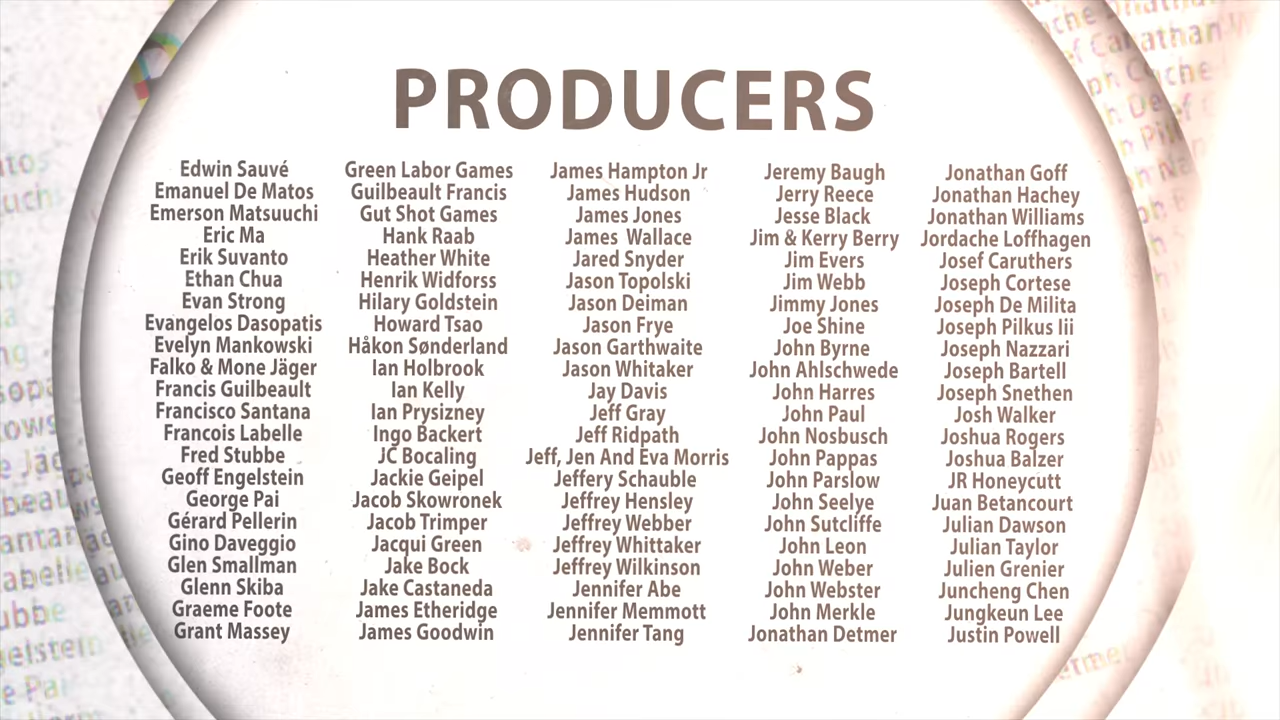 PRODUCERS
Edwin Sauvé
Emanuel De Matos
Emerson Matsuuchi
Eric Ma
Erik Suvanto
Ethan Chua
Evan Strong
Evangelos Dasopatis
Evelyn Mankowski
Falko & Mone Jäger
Francis Guilbeault
Francisco Santana
Francois Labelle
Fred Stubbe
Geoff Engelstein
George Pai
Gérard Pellerin
Gino Daveggio
Glen Smallman
Glenn Skiba
Graeme Foote
Grant Massey
Green Labor Games
Guilbeault Francis
Gut Shot Games
Hank Raab
Heather White
Henrik Widforss
Hilary Goldstein
Howard Tsao
Håkon Sønderland
Ian Holbrook
Ian Kelly
Ian Prysizney
Ingo Backert
JC Bocaling
Jackie Geipel
Jacob Skowronek
Jacob Trimper
Jacqui Green
Jake Bock
Jake Castaneda
James Etheridge
James Goodwin
James Hampton Jr
James Hudson
James Jones
James Wallace
Jared Snyder
Jason Topolski
Jason Deiman
Jason Frye
Jason Garthwaite
Jason Whitaker
Jay Davis
Jeff Gray
Jeff Ridpath
Jeff, Jen And Eva Morris
Jeffery Schauble
Jeffrey Hensley
Jeffrey Webber
Jeffrey Whittaker
Jeffrey Wilkinson
Jennifer Abe
Jennifer Memmott
Jennifer Tang
Jeremy Baugh
Jerry Reece
Jesse Black
Jim & Kerry Berry
Jim Evers
Jim Webb
Jimmy Jones
Joe Shine
John Byrne
John Ahlschwede
John Harres
John Paul
John Nosbusch
John Pappas
John Parslow
John Seelye
John Sutcliffe
John Leon
John Weber
John Webster
John Merkle
Jonathan Detmer
Jonathan Goff
Jonathan Hachey
Jonathan Williams
Jordache Loffhagen
Josef Caruthers
Joseph Cortese
Joseph De Milita
Joseph Pilkus Iii
Joseph Nazzari
Joseph Bartell
Joseph Snethen
Josh Walker
Joshua Rogers
Joshua Balzer
JR Honeycutt
Juan Betancourt
Julian Dawson
Julian Taylor
Julien Grenier
Juncheng Chen
Jungkeun Lee
Justin Powell